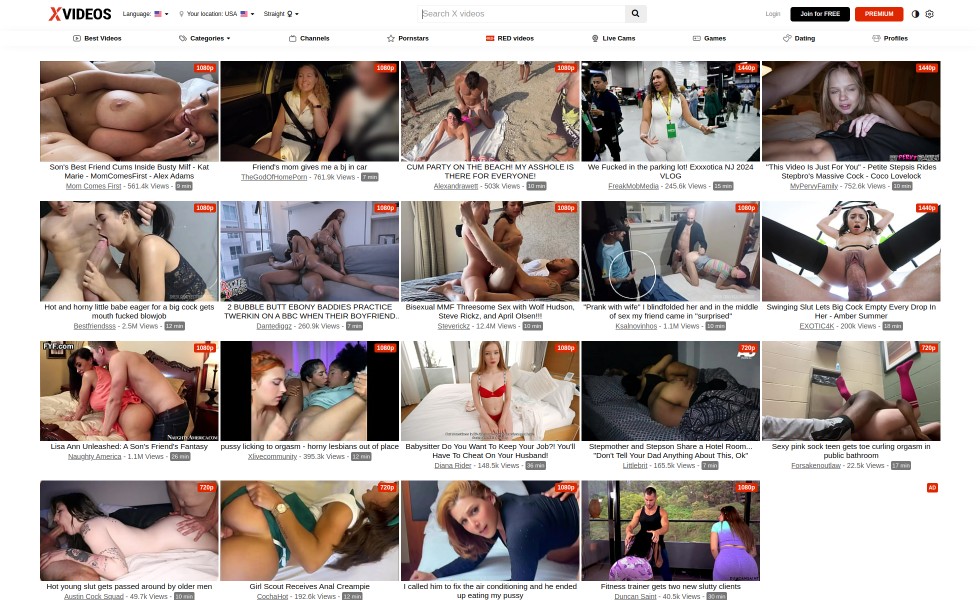 XVIDEOS
Language:
Your location: USA
Straight
Search X videos
Login
Join for FREE
PREMIUM
Best Videos
Categories
Channels
Pornstars
RED videos
Live Cams
Games
Dating
Profiles
1080p
1080p
1080p
1440p
1440p
Son's Best Friend Cums Inside Busty Milf - Kat
Marie - MomComesFirst - Alex Adams
Mom Comes First - 561.4k Views - 9 min
Friend's mom gives me a bj in car
TheGodOfHomePorn - 761.9k Views - 7 min
CUM PARTY ON THE BEACH! MY ASSHOLE IS
THERE FOR EVERYONE!
Alexandrawett - 503k Views - 10 min
We Fucked in the parking lot! Exxxotica NJ 2024
VLOG
FreakMobMedia - 245.6k Views - 15 min
"This Video Is Just For You" - Petite Stepsis Rides
Stepbro's Massive Cock - Coco Lovelock
MyPervyFamily - 752.6k Views - 10 min
1080p
1080p
1080p
1080p
1440p
Hot and horny little babe eager for a big cock gets
mouth fucked blowjob
Bestfriendsss - 2.5M Views - 12 min
2 BUBBLE BUTT EBONY BADDIES PRACTICE
TWERKIN ON A BBC WHEN THEIR BOYFRIEND..
Dantediggz - 260.9k Views - 7 min
Bisexual MMF Threesome Sex with Wolf Hudson,
Steve Rickz, and April Olsen!!!
Steverickz - 12.4M Views - 10 min
"Prank with wife" I blindfolded her and in the middle
of sex my friend came in "surprised"
Ksalnovinhos - 1.1M Views - 10 min
Swinging Slut Lets Big Cock Empty Every Drop In
Her - Amber Summer
EXOTIC4K - 200k Views - 18 min
FYF.com
1080p
1080p
1080p
720p
720p
NAUGHTYAMERICA.COM
Lisa Ann Unleashed: A Son's Friend's Fantasy
Naughty America - 1.1M Views - 26 min
pussy licking to orgasm - horny lesbians out of place
Xlivecommunity - 395.3k Views - 12 min
Babysitter Do You Want To Keep Your Job?! You'll
Have To Cheat On Your Husband!
Diana Rider - 148.5k Views - 36 min
Stepmother and Stepson Share a Hotel Room...
"Don't Tell Your Dad Anything About This, Ok"
Littlebrit - 165.5k Views - 7 min
Sexy pink sock teen gets toe curling orgasm in
public bathroom
Forsakenoutlaw - 22.5k Views - 17 min
720p
720p
1080p
1080p
AD
Hot young slut gets passed around by older men
Austin Cock Squad - 49.7k Views - 10 min
Girl Scout Receives Anal Creampie
CochaHot - 192.6k Views - 12 min
I called him to fix the air conditioning and he ended
up eating my pussy
Fitness trainer gets two new slutty clients
Duncan Saint - 40.5k Views - 30 min